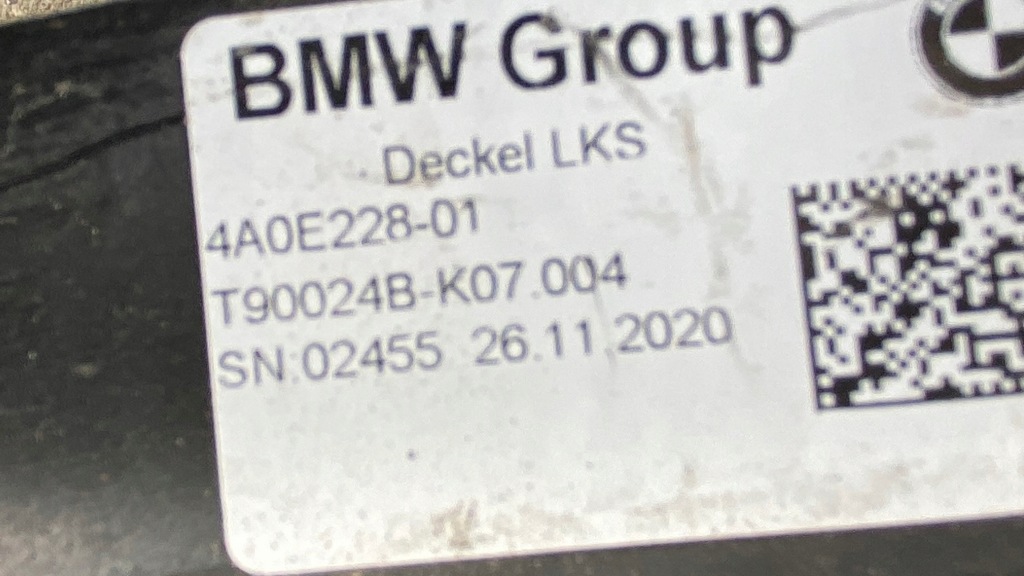 BMW Group
Deckel LKS
4A0E228-01
T90024B-K07.004
SN:02455 26.11.2020